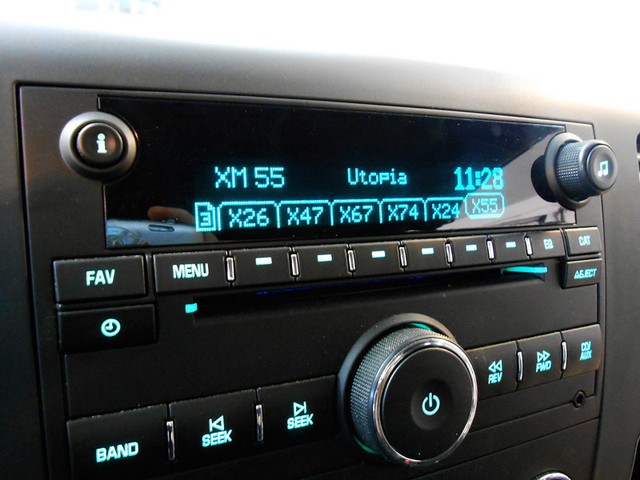 i
XM 55 Utopia 11:28
3 X26 X47 X67 X74 X24 X55
FAV MENU EQ CAT
EJECT
SEEK SEEK REV FWD CD/AUX
BAND